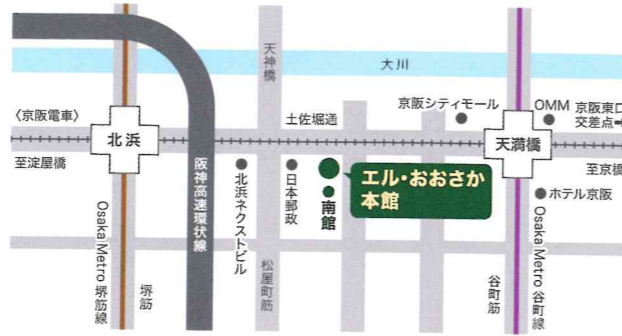 天神橋
大川
〈京阪電車〉
北浜
土佐堀通
京阪シティモール
OMM
京阪東口
交差点➡
天満橋
至淀屋橋
至京橋
阪神高速環状線
北浜ネクストビル
日本郵政
南館
エル・おおさか
本館
ホテル京阪
Osaka Metro 堺筋線
堺筋
松屋町筋
谷町筋
Osaka Metro 谷町線